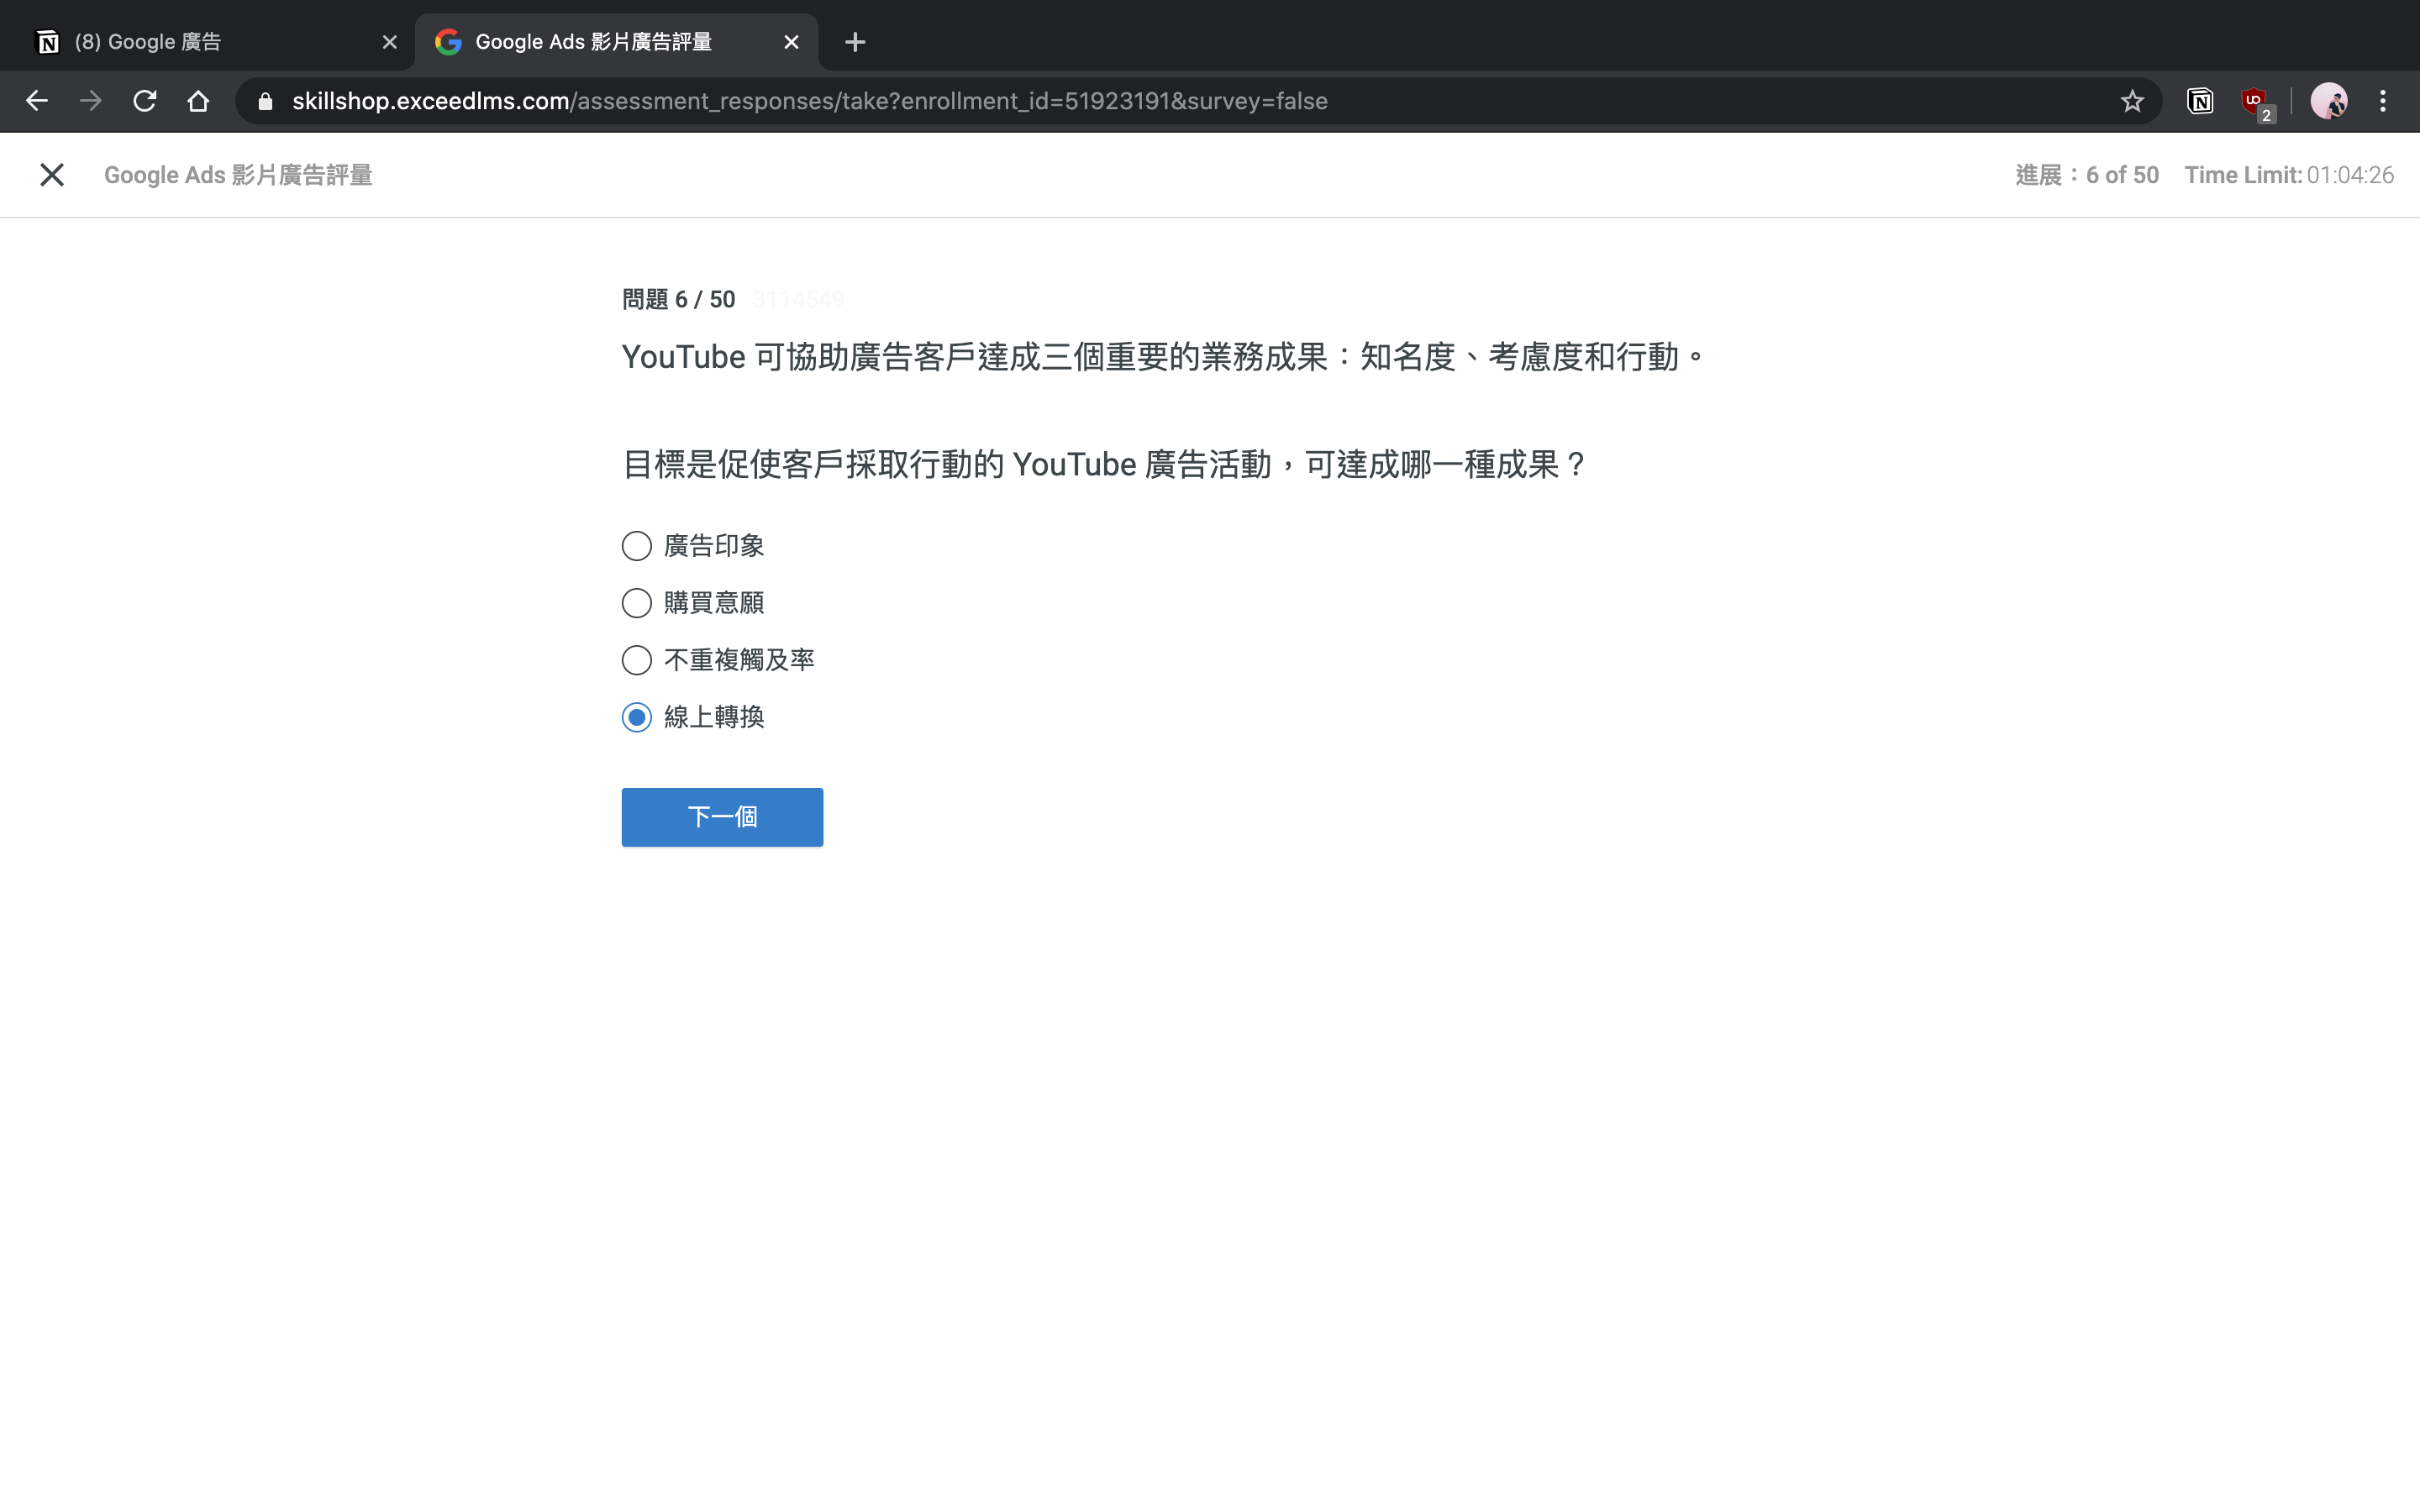 (8) Google 廣告
Google Ads 影片廣告評量
skillshop.exceedlms.com/assessment_responses/take?enrollment_id=51923191&survey=false
2
Google Ads 影片廣告評量
進展：6 of 50 Time Limit: 01:04:26
問題 6 / 50 3114549
YouTube 可協助廣告客戶達成三個重要的業務成果：知名度、考慮度和行動。
目標是促使客戶採取行動的 YouTube 廣告活動，可達成哪一種成果？
廣告印象
購買意願
不重複觸及率
線上轉換
下一個